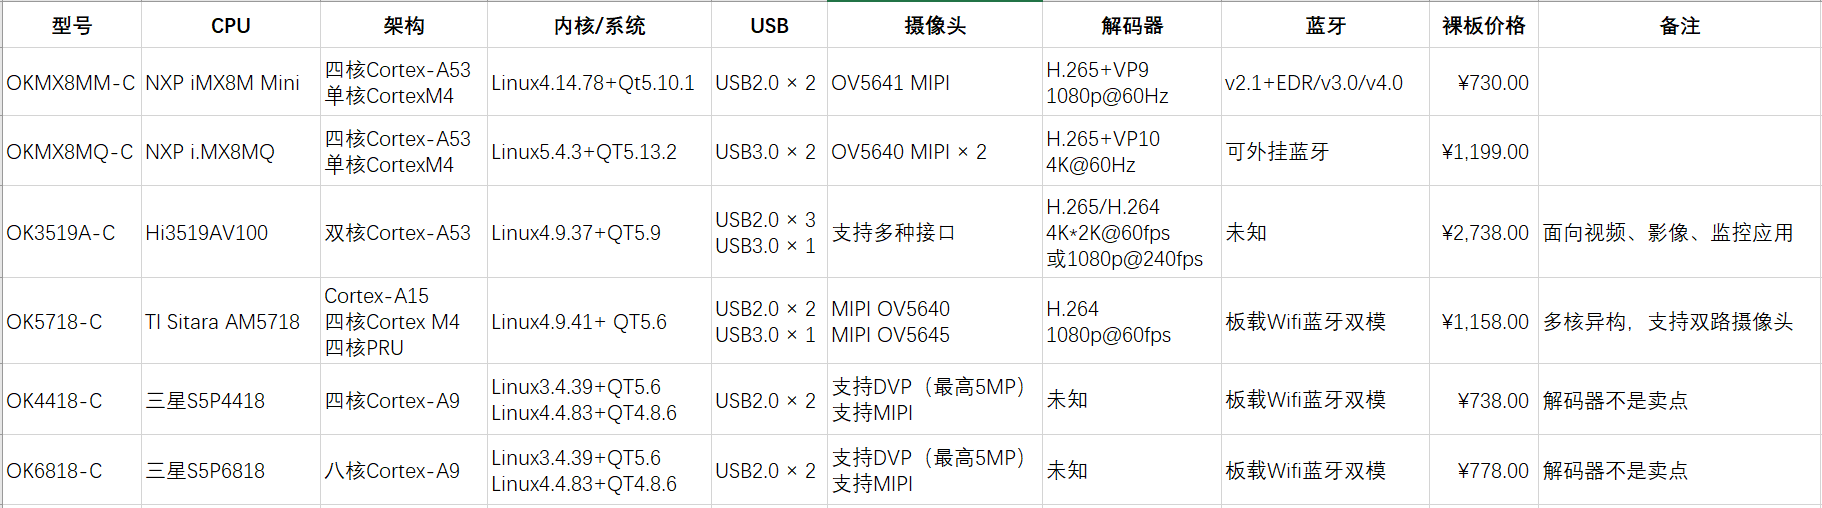 型号 CPU 架构 内核/系统 USB 摄像头 解码器 蓝牙 裸板价格 备注
OKMX8MM-C NXP iMX8M Mini 四核Cortex-A53 Linux4.14.78+Qt5.10.1 USB2.0 × 2 OV5641 MIPI H.265+VP9 v2.1+EDR/v3.0/v4.0 ¥730.00
单核CortexM4 1080p@60Hz
OKMX8MQ-C NXP i.MX8MQ 四核Cortex-A53 Linux5.4.3+QT5.13.2 USB3.0 × 2 OV5640 MIPI × 2 H.265+VP10 可外挂蓝牙 ¥1,199.00
单核CortexM4 4K@60Hz
OK3519A-C Hi3519AV100 双核Cortex-A53 Linux4.9.37+QT5.9 USB2.0 × 3 支持多种接口 H.265/H.264 未知 ¥2,738.00 面向视频、影像、监控应用
USB3.0 × 1 4K*2K@60fps
或1080p@240fps
OK5718-C TI Sitara AM5718 Cortex-A15 Linux4.9.41+ QT5.6 USB2.0 × 2 MIPI OV5640 H.264 板载Wifi蓝牙双模 ¥1,158.00 多核异构，支持双路摄像头
四核Cortex M4 USB3.0 × 1 MIPI OV5645 1080p@60fps
四核PRU
OK4418-C 三星S5P4418 四核Cortex-A9 Linux3.4.39+QT5.6 USB2.0 × 2 支持DVP（最高5MP） 未知 板载Wifi蓝牙双模 ¥738.00 解码器不是卖点
Linux4.4.83+QT4.8.6 支持MIPI
OK6818-C 三星S5P6818 八核Cortex-A9 Linux3.4.39+QT5.6 USB2.0 × 2 支持DVP（最高5MP） 未知 板载Wifi蓝牙双模 ¥778.00 解码器不是卖点
Linux4.4.83+QT4.8.6 支持MIPI